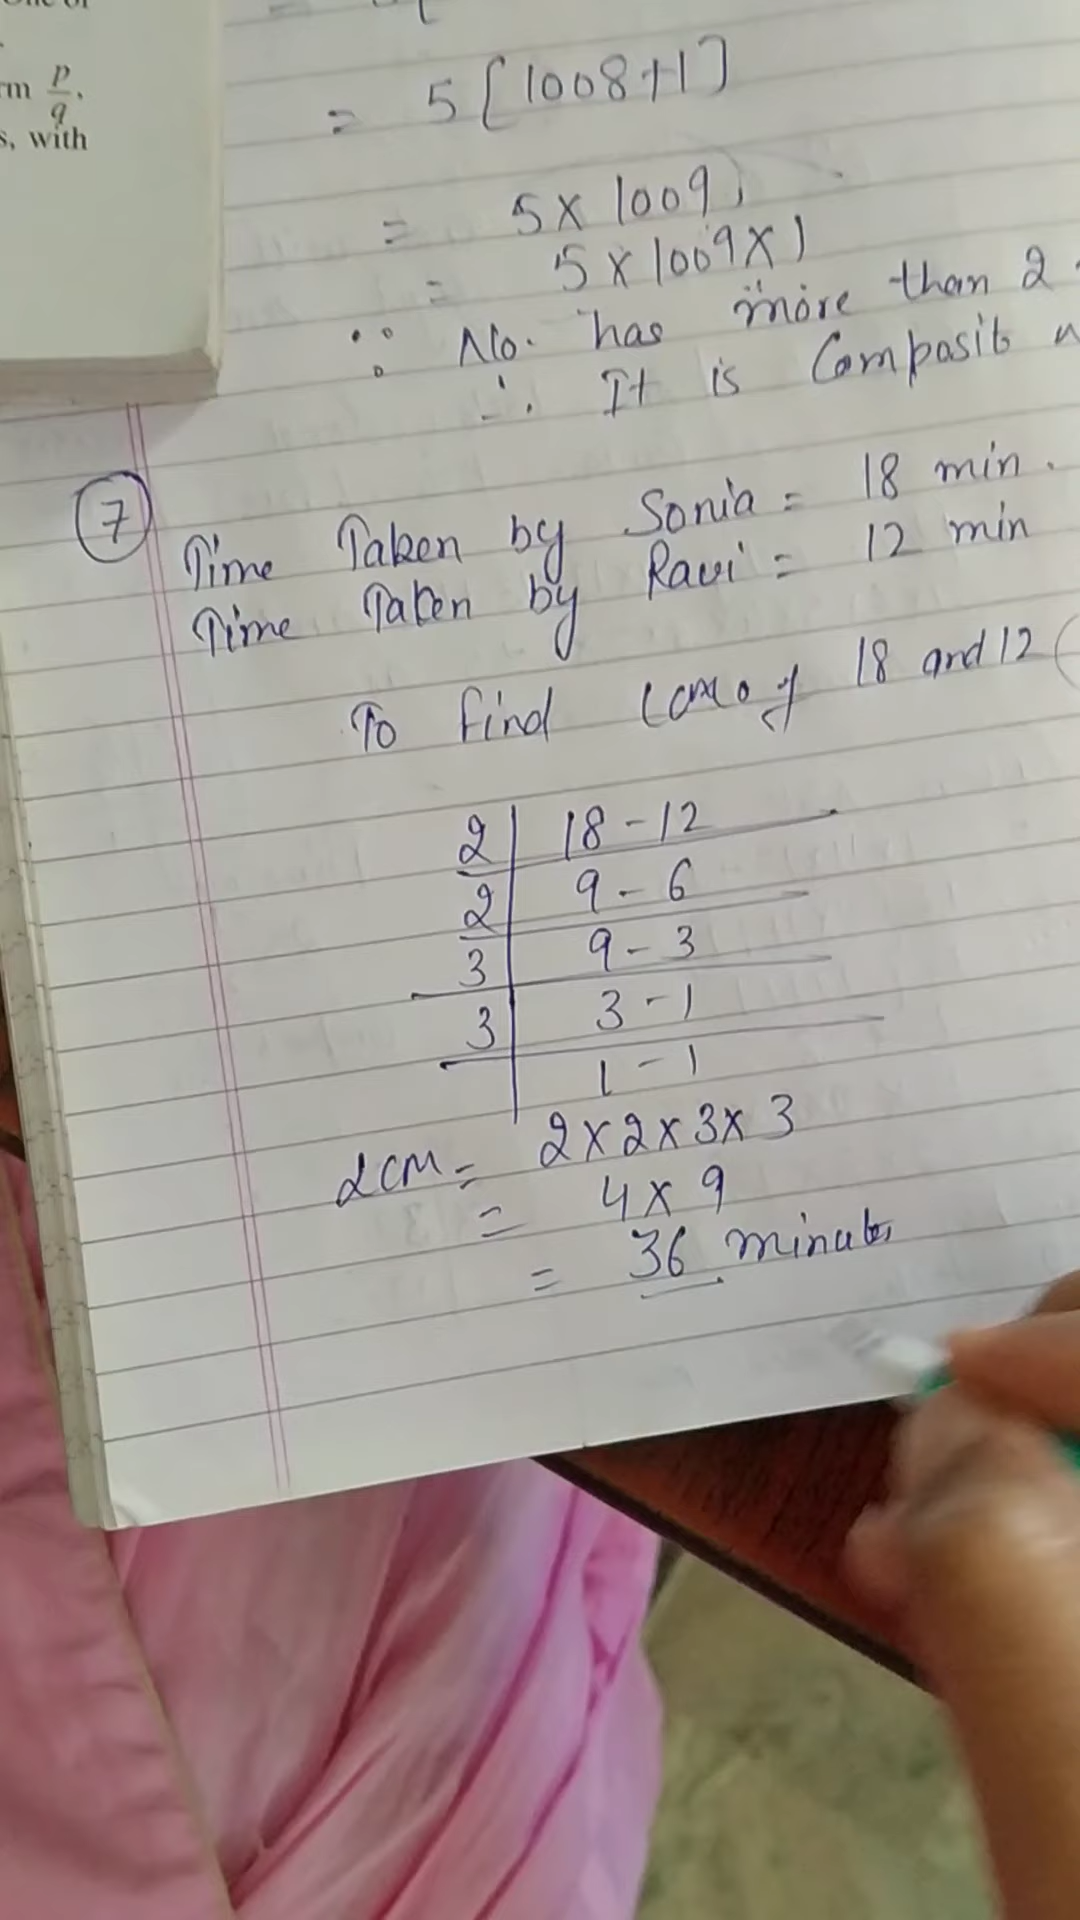 rm p/q.
s, with
= 5[1008+1]
= 5×1009
= 5×1009×1
∵ No. has more than 2
∴ It is Composit
7
Time Taken by Sonia = 18 min.
Time Taken by Ravi = 12 min
To find LCM of 18 and 12
2 | 18 - 12
2 | 9 - 6
3 | 9 - 3
3 | 3 - 1
1 - 1
LCM = 2×2×3×3
= 4×9
= 36 minutes